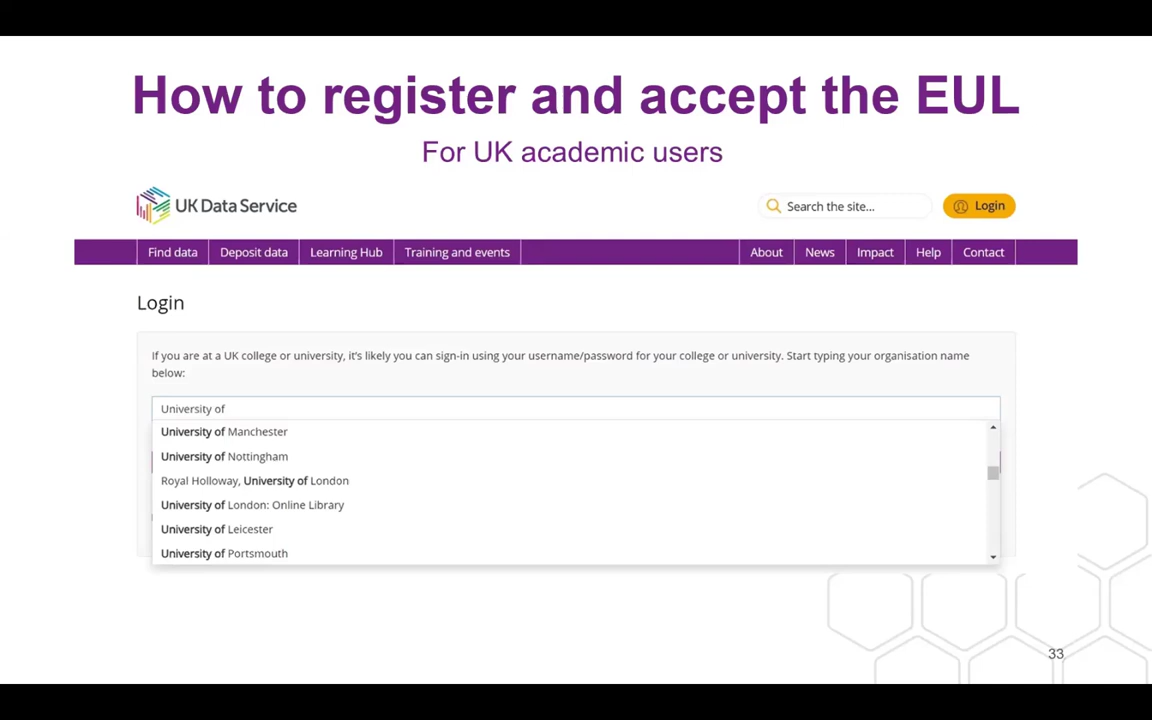 How to register and accept the EUL
For UK academic users
UK Data Service
Search the site...
Login
Find data
Deposit data
Learning Hub
Training and events
About
News
Impact
Help
Contact
Login
If you are at a UK college or university, it's likely you can sign-in using your username/password for your college or university. Start typing your organisation name
below:
University of
University of Manchester
University of Nottingham
Royal Holloway, University of London
University of London: Online Library
University of Leicester
University of Portsmouth
33